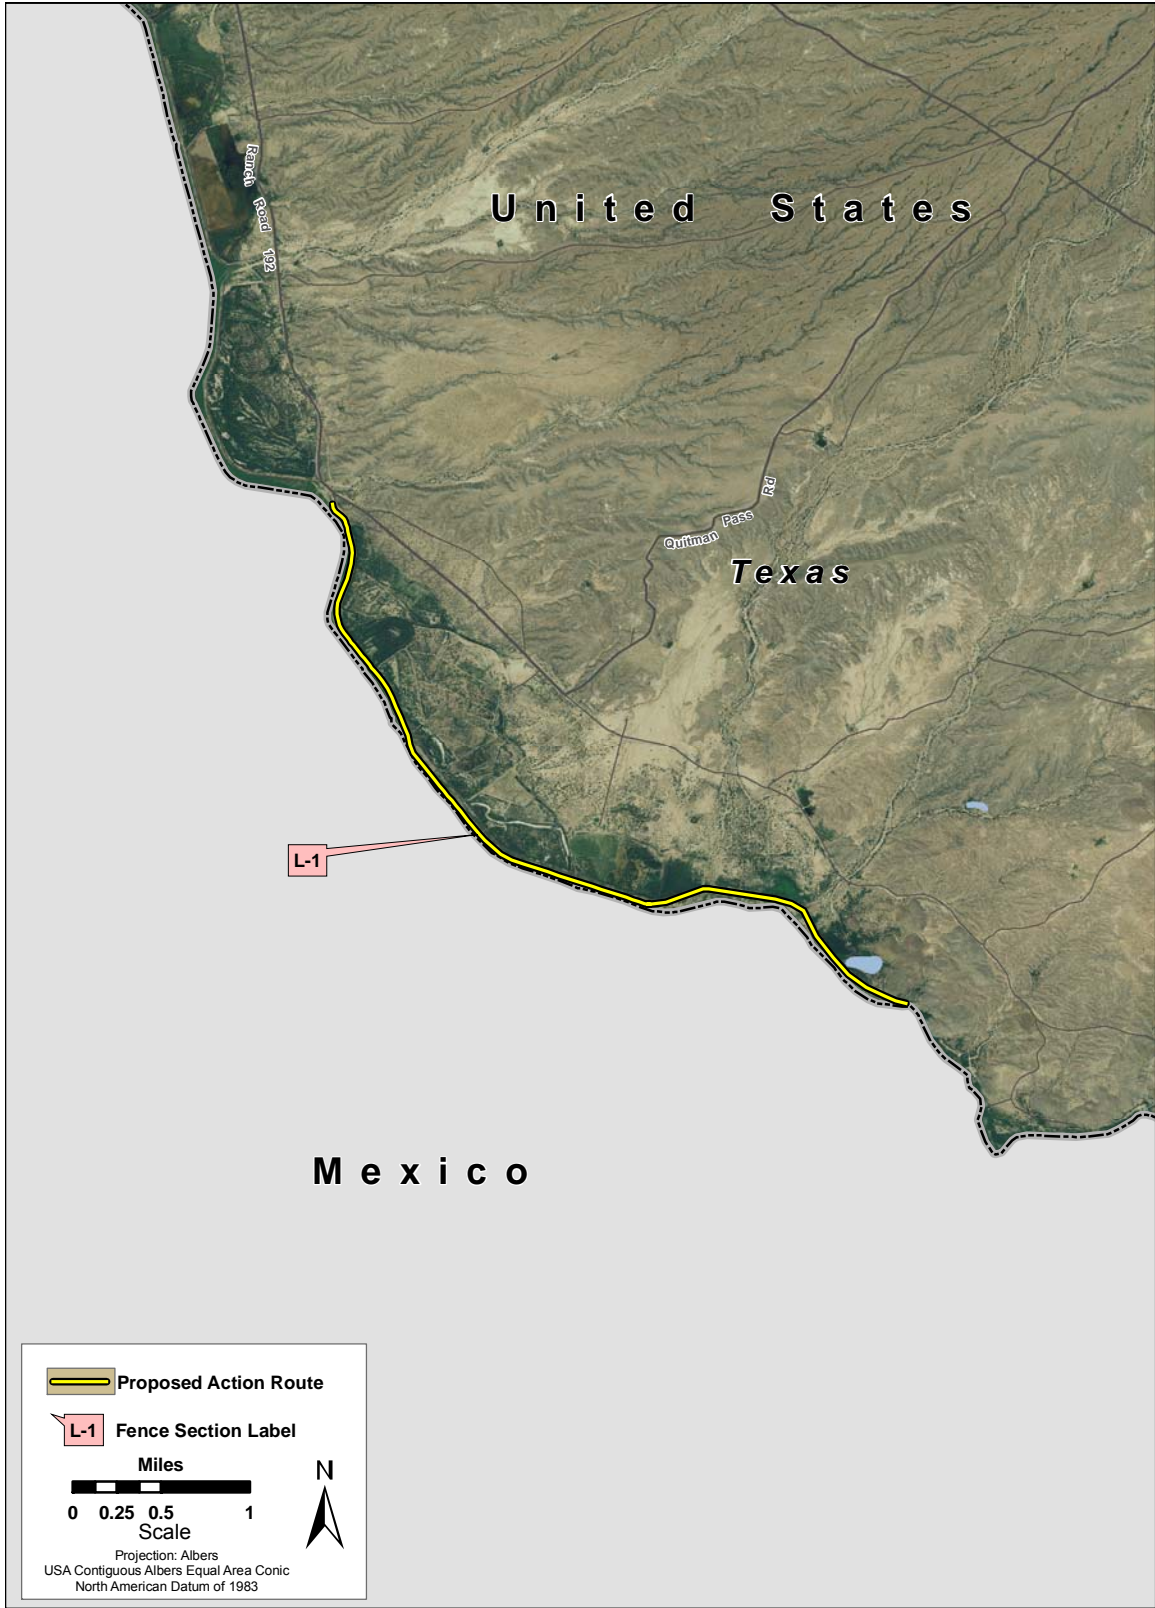 United States
Ranch Road 192
Quitman Pass Rd
Texas
L-1
Mexico
Proposed Action Route
L-1 Fence Section Label
Miles
0 0.25 0.5 1
Scale
N
Projection: Albers
USA Contiguous Albers Equal Area Conic
North American Datum of 1983